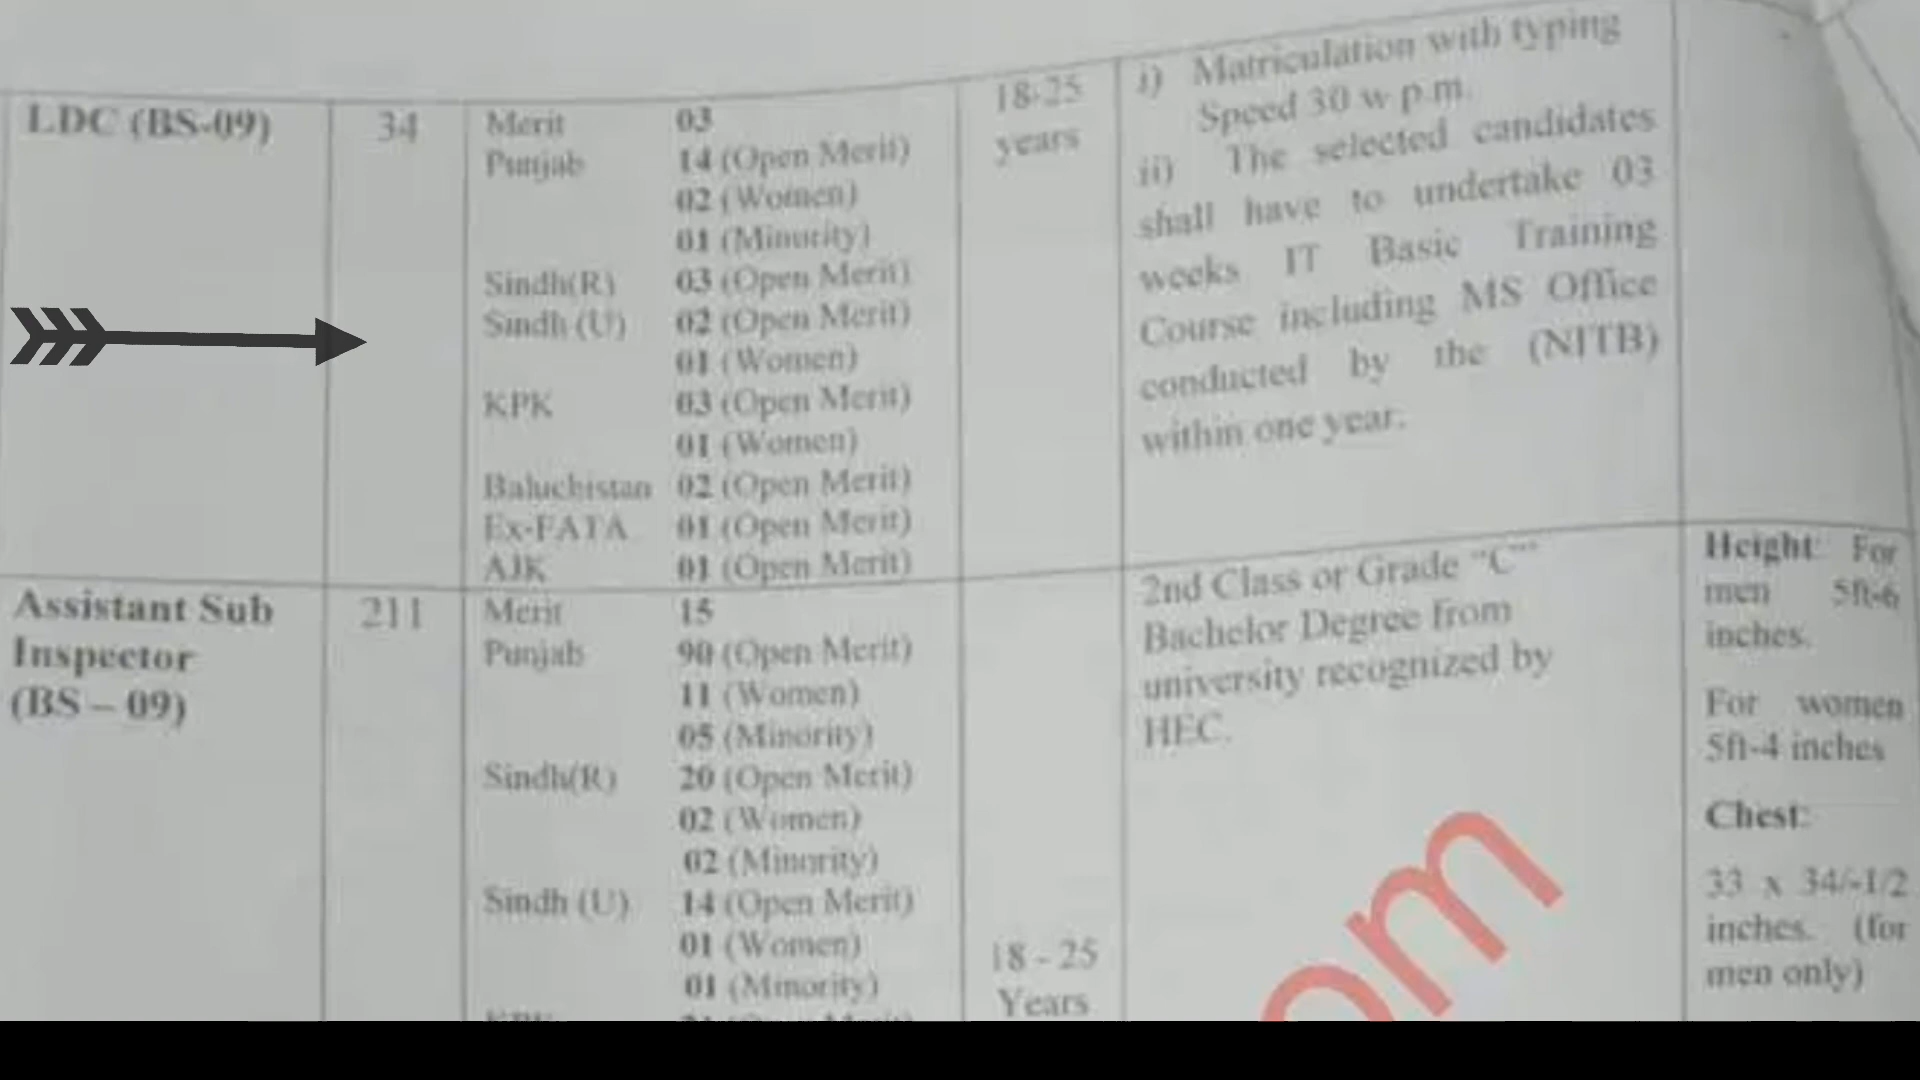 LDC (BS-09)
34
Merit 03
Punjab 14 (Open Merit)
02 (Women)
01 (Minority)
Sindh(R) 03 (Open Merit)
Sindh (U) 02 (Open Merit)
01 (Women)
KPK 03 (Open Merit)
01 (Women)
Baluchistan 02 (Open Merit)
Ex-FATA 01 (Open Merit)
AJK 01 (Open Merit)
18-25
years
i) Matriculation with typing
Speed 30 w.p.m.
ii) The selected candidates
shall have to undertake 03
weeks IT Basic Training
Course including MS Office
conducted by the (NITB)
within one year.
Assistant Sub
Inspector
(BS – 09)
211
Merit 15
Punjab 90 (Open Merit)
11 (Women)
05 (Minority)
Sindh(R) 20 (Open Merit)
02 (Women)
02 (Minority)
Sindh (U) 14 (Open Merit)
01 (Women)
01 (Minority)
18 - 25
Years
2nd Class or Grade "C"
Bachelor Degree from
university recognized by
HEC.
Height: For
men 5ft-6
inches.
For women
5ft-4 inches
Chest:
33 x 34/-1/2
inches. (for
men only)
om